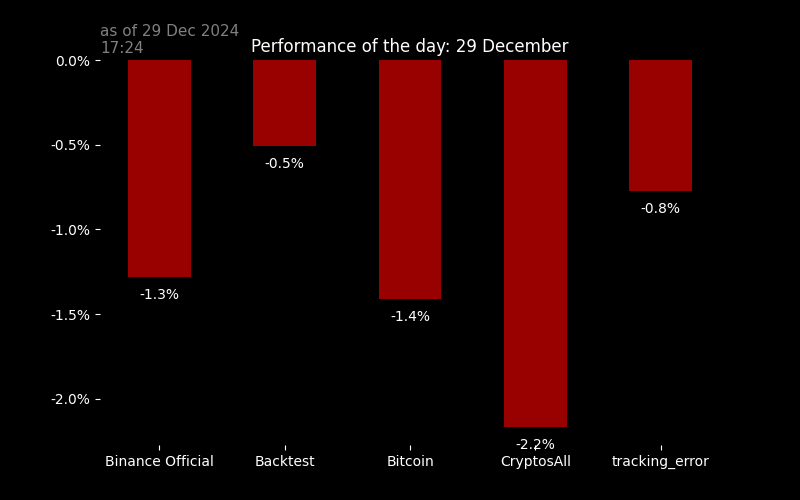 as of 29 Dec 2024
17:24
Performance of the day: 29 December
0.0%
-0.5%
-1.0%
-1.5%
-2.0%
-1.3%
-0.5%
-1.4%
-2.2%
-0.8%
Binance Official
Backtest
Bitcoin
CryptosAll
tracking_error